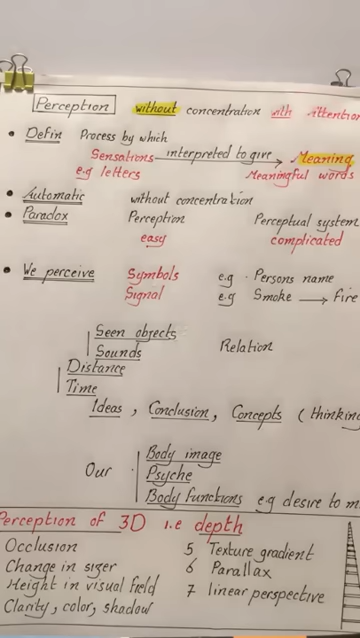 Perception without concentration with Attention
• Defin Process by which
Sensations interpreted to give → Meaning
e.g letters Meaningful words
• Automatic without concentration
• Paradox Perception Perceptual system
easy complicated
• We perceive Symbols e.g Persons name
Signal e.g Smoke → Fire
Seen objects
Sounds Relation
Distance
Time
Ideas, Conclusion, Concepts (thinking
Body image
Our Psyche
Body functions e.g desire to
Perception of 3D i.e depth
Occlusion 5 Texture gradient
Change in sizer 6 Parallax
Height in visual field 7 linear perspective
Clarity, color, shadow